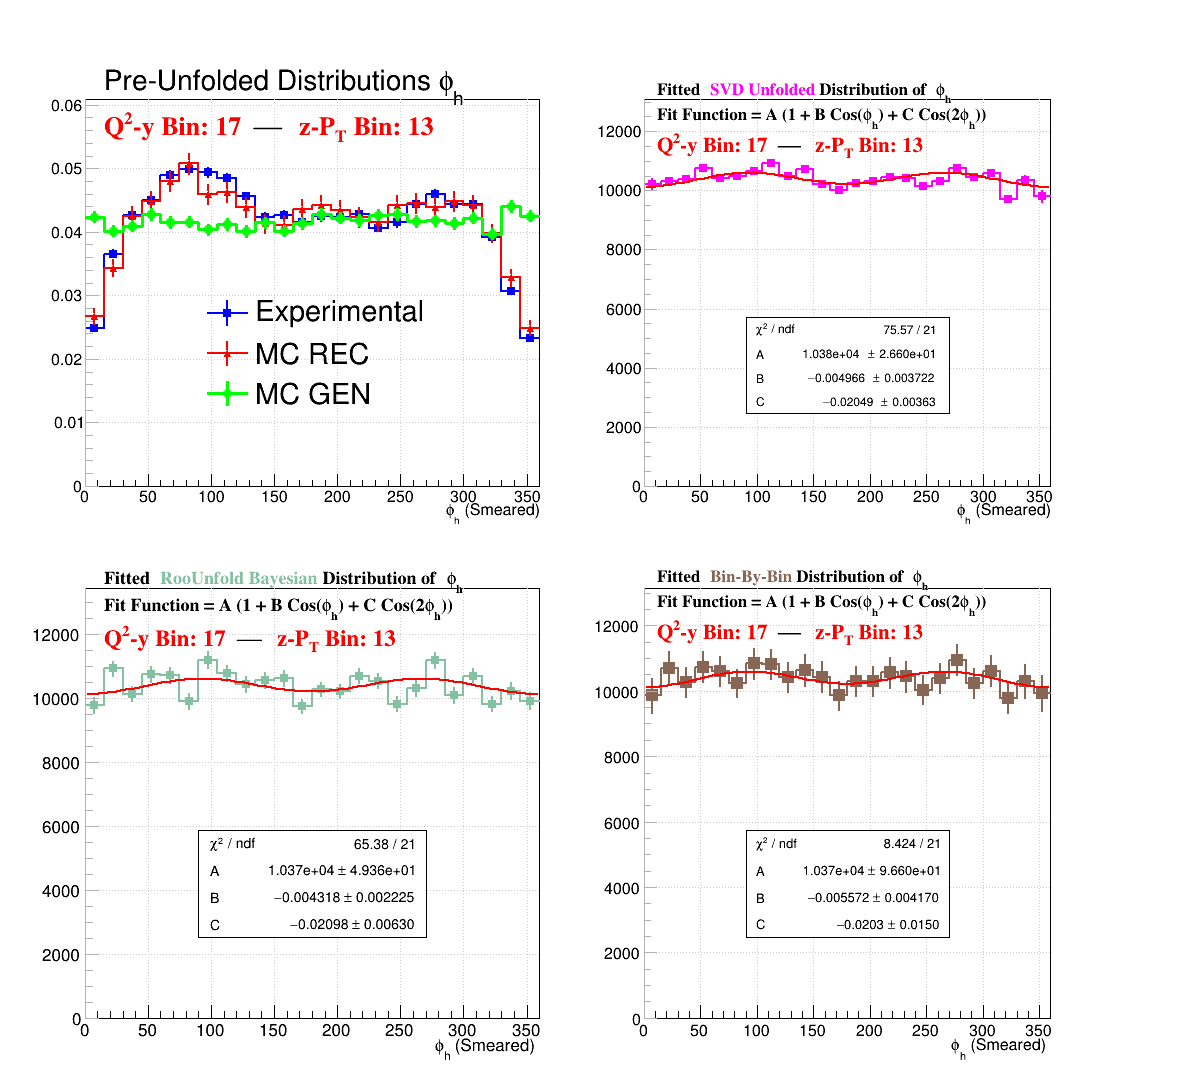 Pre-Unfolded Distributions ϕh
Q²-y Bin: 17 — z-PT Bin: 13
0.06
0.05
0.04
0.03
0.02
0.01
0
Experimental
MC REC
MC GEN
0 50 100 150 200 250 300 350
ϕh (Smeared)
Fitted SVD Unfolded Distribution of ϕh
Fit Function = A (1 + B Cos(ϕh) + C Cos(2ϕh))
Q²-y Bin: 17 — z-PT Bin: 13
12000
10000
8000
6000
4000
2000
0
χ² / ndf 75.57 / 21
A 1.038e+04 ± 2.660e+01
B −0.004966 ± 0.003722
C −0.02049 ± 0.00363
0 50 100 150 200 250 300 350
ϕh (Smeared)
Fitted RooUnfold Bayesian Distribution of ϕh
Fit Function = A (1 + B Cos(ϕh) + C Cos(2ϕh))
Q²-y Bin: 17 — z-PT Bin: 13
12000
10000
8000
6000
4000
2000
0
χ² / ndf 65.38 / 21
A 1.037e+04 ± 4.936e+01
B −0.004318 ± 0.002225
C −0.02098 ± 0.00630
0 50 100 150 200 250 300 350
ϕh (Smeared)
Fitted Bin-By-Bin Distribution of ϕh
Fit Function = A (1 + B Cos(ϕh) + C Cos(2ϕh))
Q²-y Bin: 17 — z-PT Bin: 13
12000
10000
8000
6000
4000
2000
0
χ² / ndf 8.424 / 21
A 1.037e+04 ± 9.660e+01
B −0.005572 ± 0.004170
C −0.0203 ± 0.0150
0 50 100 150 200 250 300 350
ϕh (Smeared)